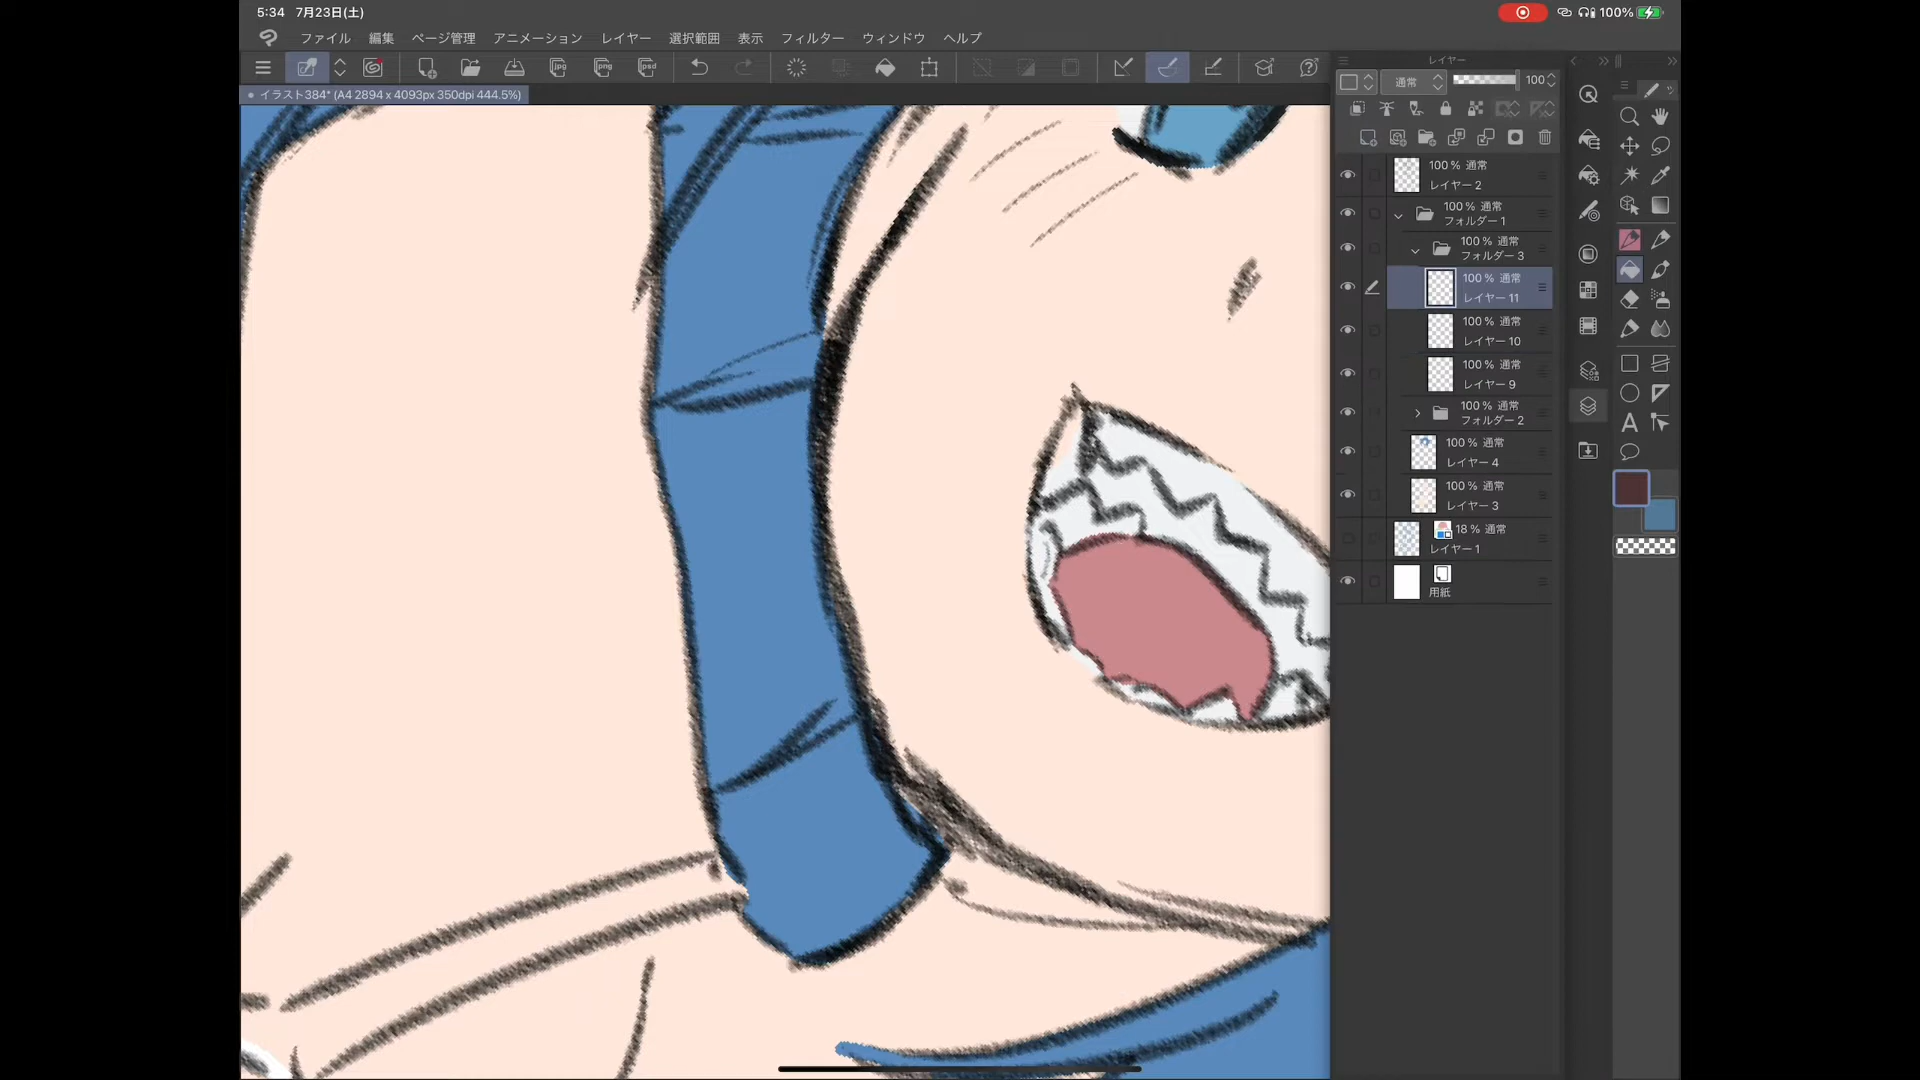 5:34 7月23日(土)
100%
ファイル 編集 ページ管理 アニメーション レイヤー 選択範囲 表示 フィルター ウィンドウ ヘルプ
jpg png psd
イラスト384* (A4 2894 x 4093px 350dpi 444.5%)
レイヤー
通常 100
100 % 通常
レイヤー 2
100 % 通常
フォルダー 1
100 % 通常
フォルダー 3
100 % 通常
レイヤー 11
100 % 通常
レイヤー 10
100 % 通常
レイヤー 9
100 % 通常
フォルダー 2
100 % 通常
レイヤー 4
100 % 通常
レイヤー 3
18 % 通常
レイヤー 1
用紙
A